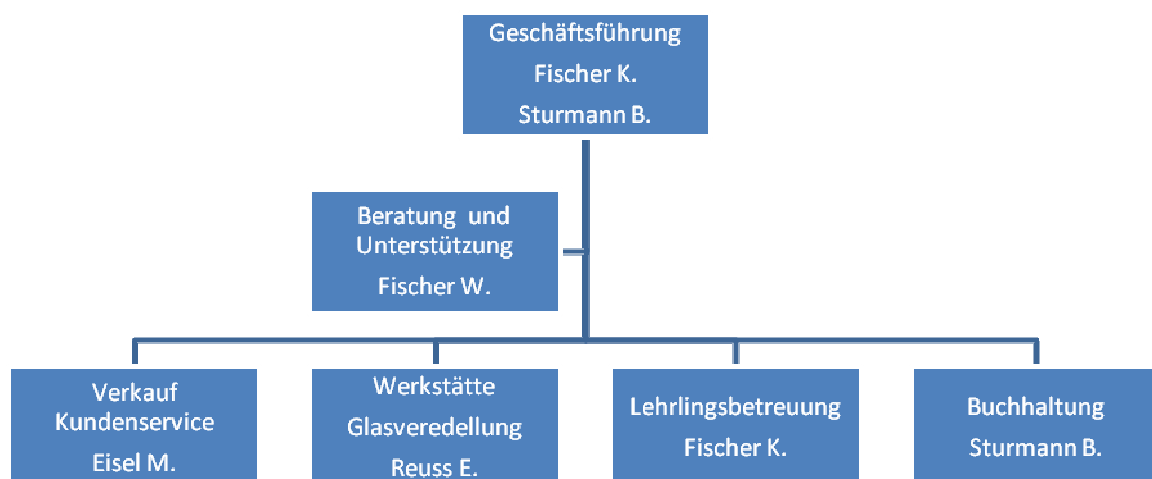 Geschäftsführung
Fischer K.
Sturmann B.
Beratung und
Unterstützung
Fischer W.
Verkauf
Kundenservice
Eisel M.
Werkstätte
Glasveredellung
Reuss E.
Lehrlingsbetreuung
Fischer K.
Buchhaltung
Sturmann B.